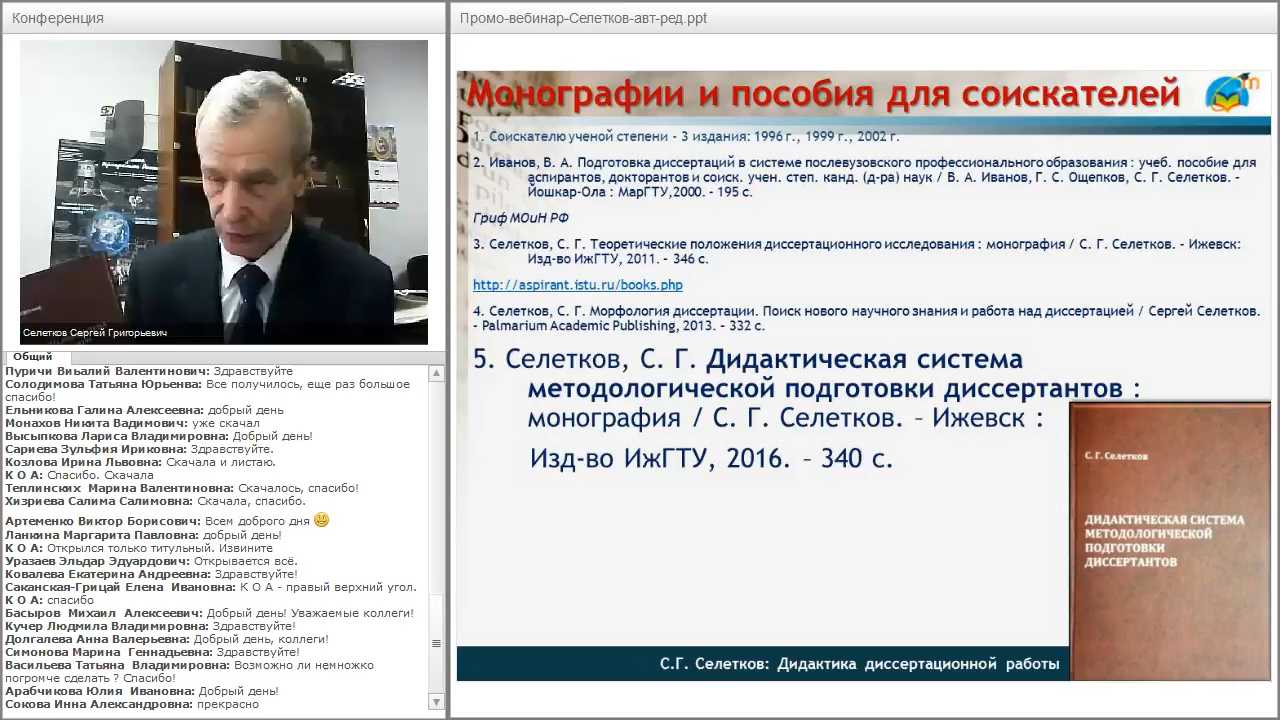 Конференция
Селетков Сергей Григорьевич
Общий
Пуричи Виьалий Валентинович: Здравствуйте
Солодимова Татьяна Юрьенва: Все получилось, еще раз большое
спасибо!
Ельникова Галина Алексеевна: добрый день
Монахов Никита Вадимович: уже скачал
Высыпкова Лариса Владимировна: Добрый день!
Сариева Зульфия Ириковна: Здравствуйте.
Козлова Ирина Львовна: Скачала и листаю.
К О А: Спасибо. Скачала
Теплинских Марина Валентиновна: Скачалось, спасибо!
Хизриева Салима Салимовна: Скачала, спасибо.
Артеменко Виктор Борисович: Всем доброго дня
Ланкина Маргарита Павловна: добрый день!
К О А: Открылся только титульный. Извините
Уразаев Эльдар Эдуардович: Открывается всё.
Ковалева Екатерина Андреевна: Здравствуйте!
Саканская-Грицай Елена Ивановна: К О А - правый верхний угол.
К О А: спасибо
Басыров Михаил Алексеевич: Добрый день! Уважаемые коллеги!
Кучер Людмила Владимировна: Здравствуйте!
Долгалева Анна Валерьевна: Добрый день, коллеги!
Симонова Марина Геннадьевна: Здравствуйте!
Васильева Татьяна Владимировна: Возможно ли немножко
погромче сделать ? Спасибо!
Арабчикова Юлия Ивановна: Добрый день!
Сокова Инна Александровна: прекрасно
Промо-вебинар-Селетков-авт-ред.ppt
Монографии и пособия для соискателей
1. Соискателю ученой степени - 3 издания: 1996 г., 1999 г., 2002 г.
2. Иванов, В. А. Подготовка диссертаций в системе послевузовского профессионального образования : учеб. пособие для
аспирантов, докторантов и соиск. учен. степ. канд. (д-ра) наук / В. А. Иванов, Г. С. Ощепков, С. Г. Селетков. -
Йошкар-Ола : МарГТУ,2000. - 195 с.
Гриф МОиН РФ
3. Селетков, С. Г. Теоретические положения диссертационного исследования : монография / С. Г. Селетков. - Ижевск:
Изд-во ИжГТУ, 2011. - 346 с.
http://aspirant.istu.ru/books.php
4. Селетков, С. Г. Морфология диссертации. Поиск нового научного знания и работа над диссертацией / Сергей Селетков.
- Palmarium Academic Publishing, 2013. - 332 с.
5. Селетков, С. Г. Дидактическая система
методологической подготовки диссертантов :
монография / С. Г. Селетков. - Ижевск :
Изд-во ИжГТУ, 2016. - 340 с.
С. Г. Селетков
ДИДАКТИЧЕСКАЯ СИСТЕМА
МЕТОДОЛОГИЧЕСКОЙ
ПОДГОТОВКИ
ДИССЕРТАНТОВ
С.Г. Селетков: Дидактика диссертационной работы